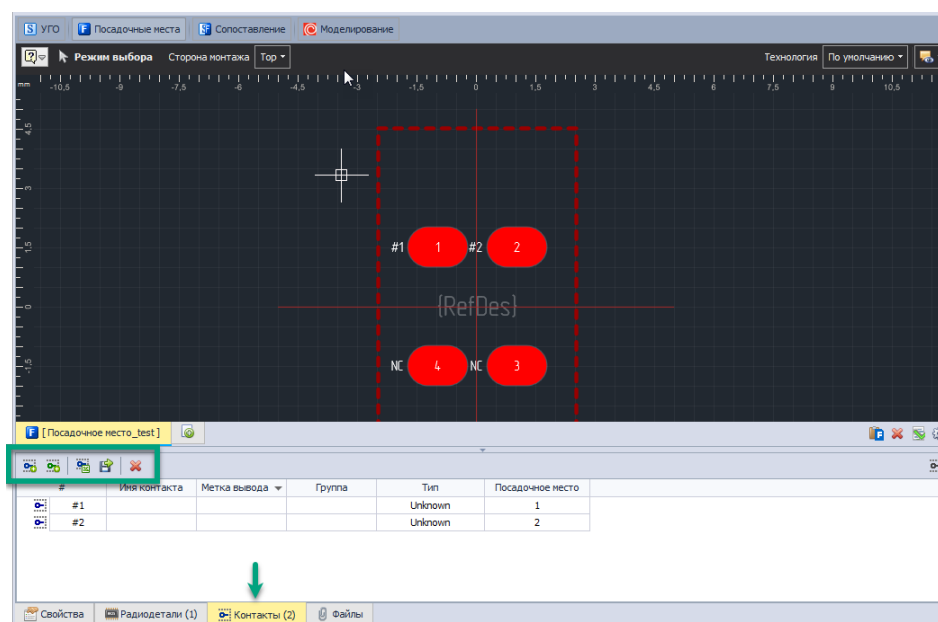 S УГО F Посадочные места SF Сопоставление Моделирование
? Режим выбора Сторона монтажа Top Технология По умолчанию
mm -10,5 -9 -7,5 -6 -4,5 -3 -1,5 0 1,5 3 4,5 6 7,5 9 10,5
4,5
3
#1 1 #2 2
1,5
{RefDes}
0
NC 4 NC 3
-1,5
F [ Посадочное место_test ]
# Имя контакта Метка вывода Группа Тип Посадочное место
#1 Unknown 1
#2 Unknown 2
Свойства Радиодетали (1) Контакты (2) Файлы